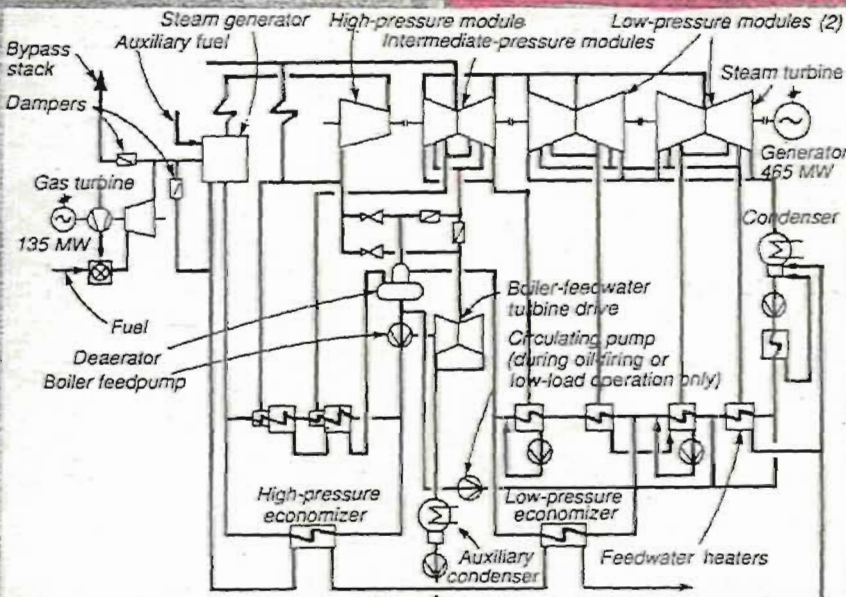 Steam generator
High-pressure module
Low-pressure modules (2)
Auxiliary fuel
Intermediate-pressure modules
Bypass
stack
Steam turbine
Dampers
Generator
465 MW
Gas turbine
Condenser
135 MW
Boiler-feedwater
turbine drive
Fuel
Circulating pump
(during oil firing or
low-load operation only)
Deaerator
Boiler feedpump
High-pressure
economizer
Low-pressure
economizer
Auxiliary
condenser
Feedwater heaters